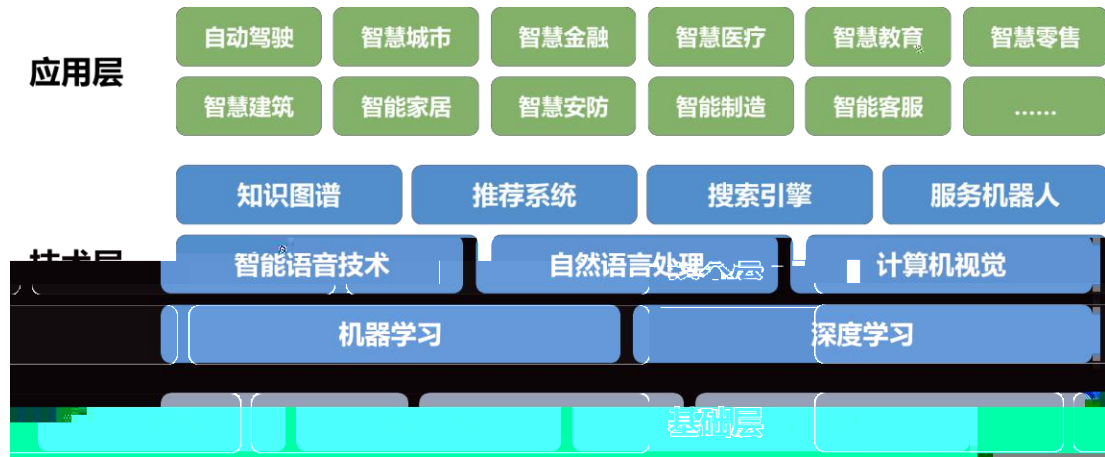 应用层
自动驾驶 智慧城市 智慧金融 智慧医疗 智慧教育 智慧零售
智慧建筑 智能家居 智慧安防 智能制造 智能客服 ......
知识图谱 推荐系统 搜索引擎 服务机器人
技术层
智能语音技术 自然语言处理 计算机视觉
机器学习 深度学习
基础层